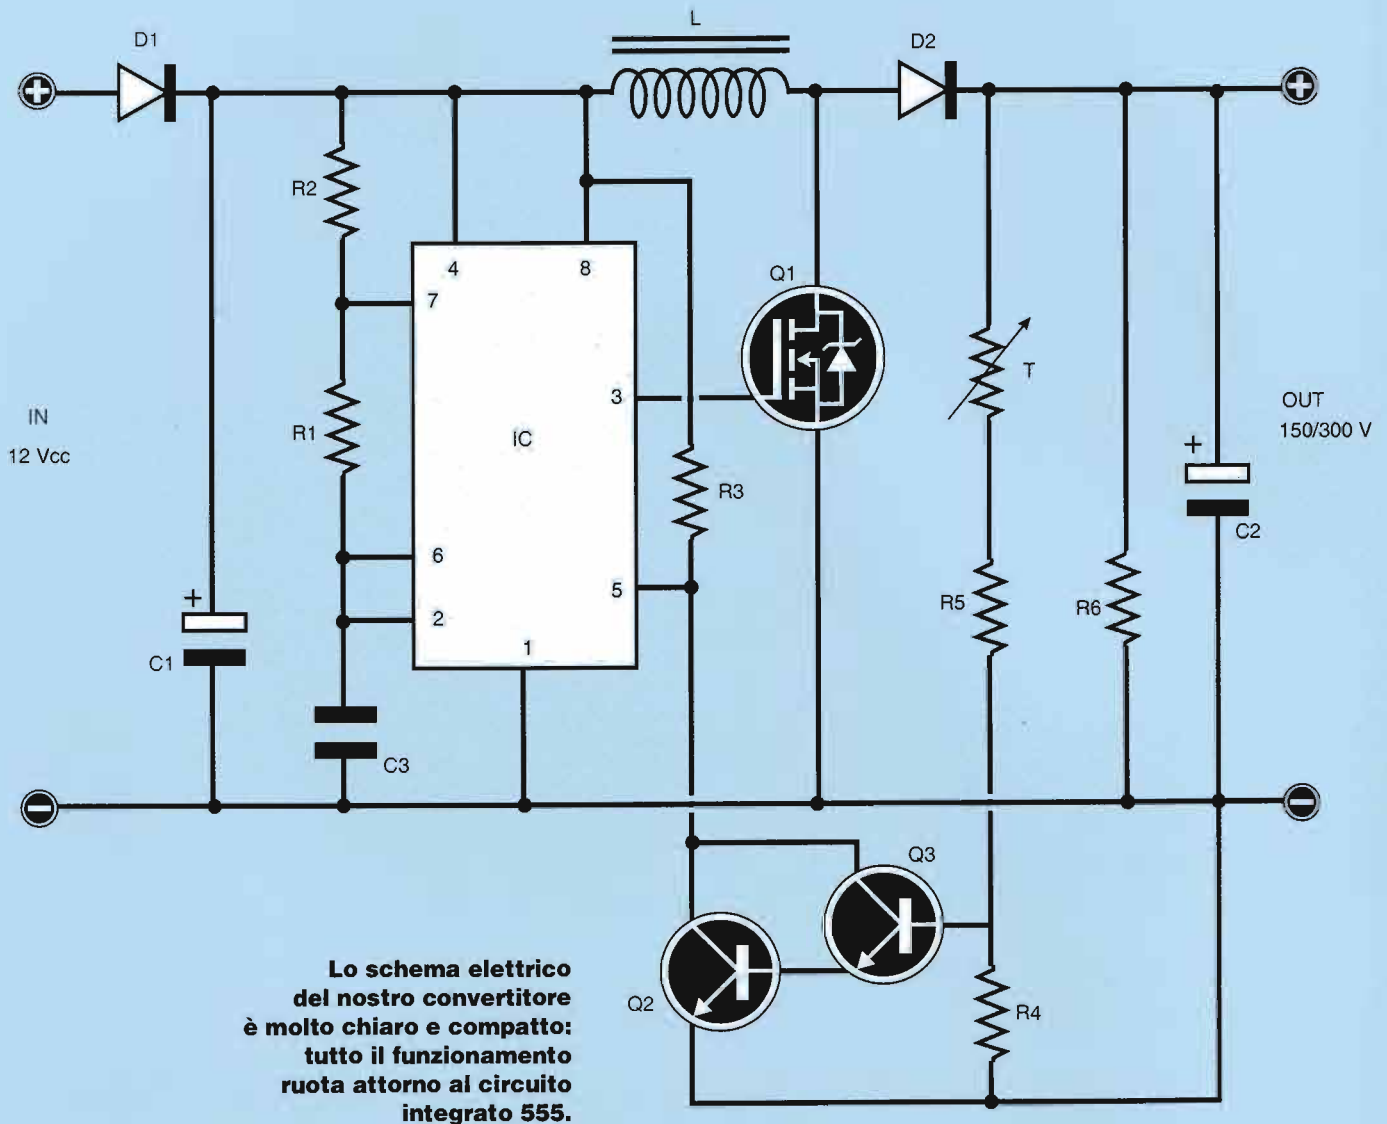 L
D1
D2
R2
4
8
Q1
7
3
T
IN
12 Vcc
R1
IC
OUT
150/300 V
+
R3
C2
6
5
R5
R6
+
2
1
C1
C3
Q3
Q2
R4
Lo schema elettrico
del nostro convertitore
è molto chiaro e compatto:
tutto il funzionamento
ruota attorno al circuito
integrato 555.